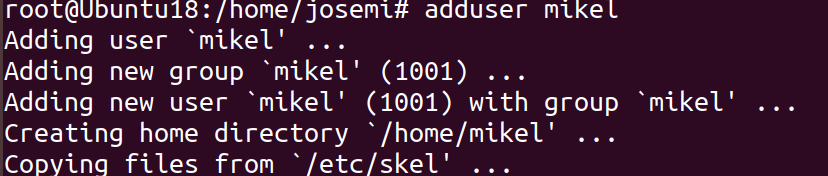 root@Ubuntu18:/home/josemi# adduser mikel
Adding user `mikel' ...
Adding new group `mikel' (1001) ...
Adding new user `mikel' (1001) with group `mikel' ...
Creating home directory `/home/mikel' ...
Copying files from `/etc/skel' ...